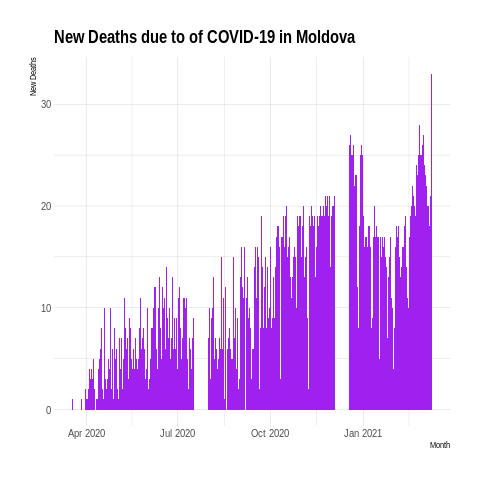 New Deaths due to of COVID-19 in Moldova
New Deaths
30
20
10
0
Apr 2020
Jul 2020
Oct 2020
Jan 2021
Month